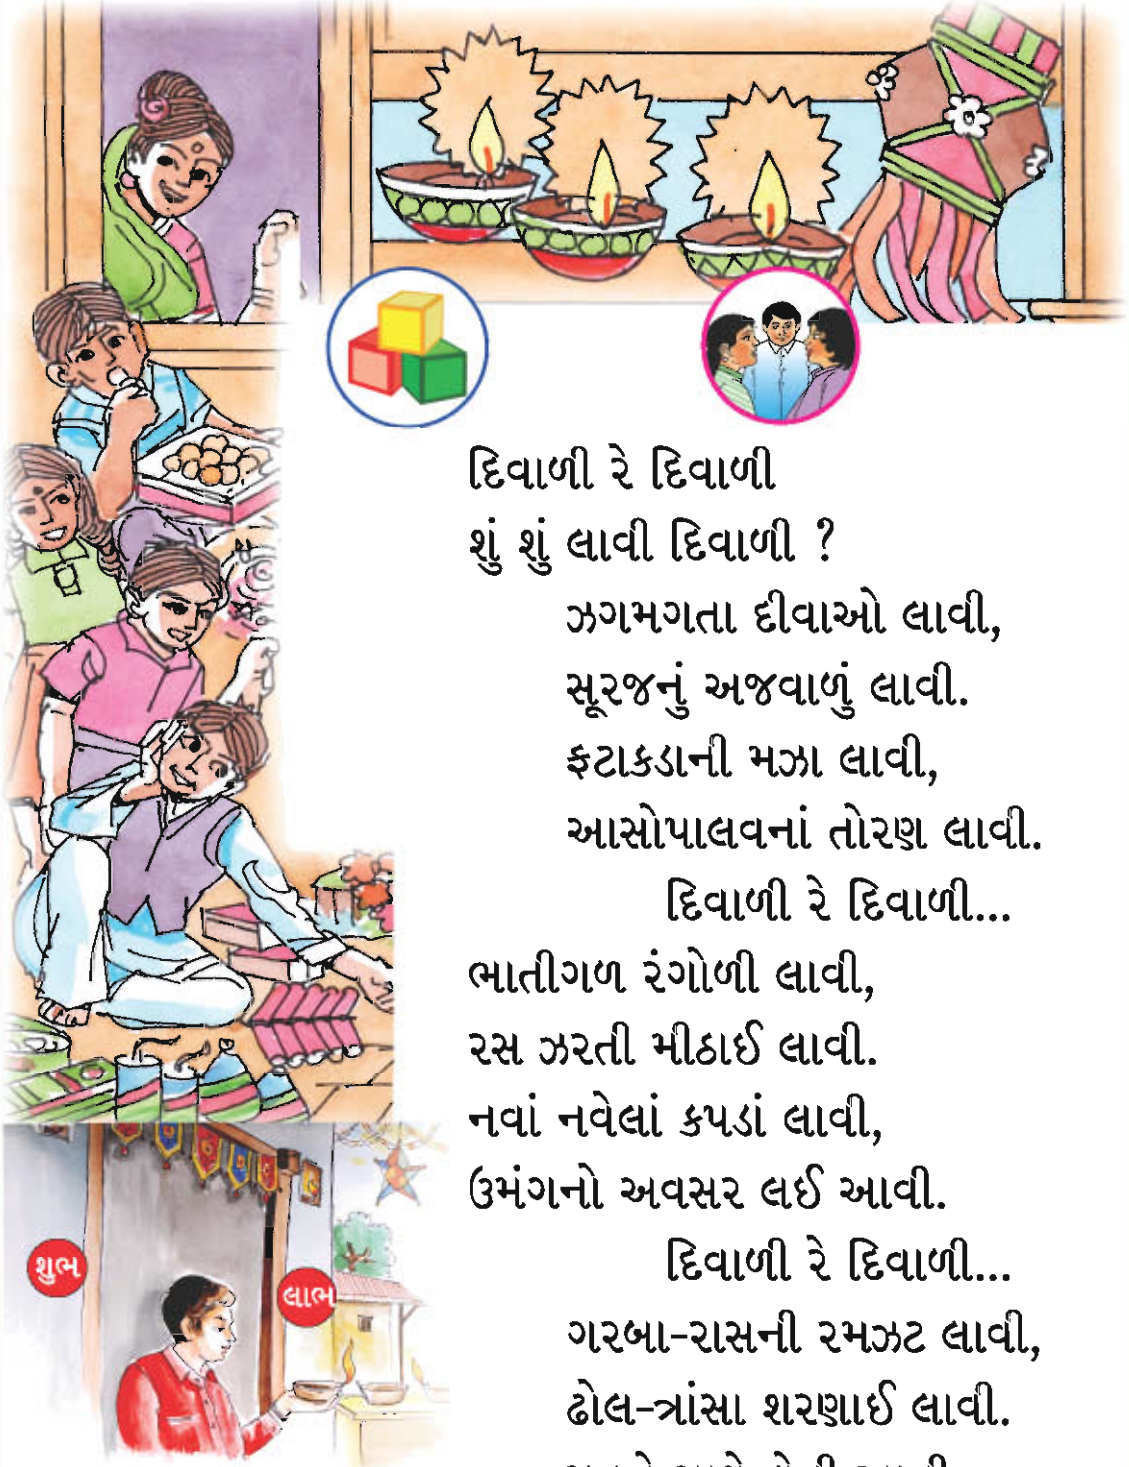 દિવાળી રે દિવાળી
શું શું લાવી દિવાળી ?
ઝગમગતા દીવાઓ લાવી,
સૂરજનું અજવાળું લાવી.
ફટાકડાની મઝા લાવી,
આસોપાલવનાં તોરણ લાવી.
દિવાળી રે દિવાળી...
ભાતીગળ રંગોળી લાવી,
રસ ઝરતી મીઠાઈ લાવી.
નવાં નવેલાં કપડાં લાવી,
ઉમંગનો અવસર લઈ આવી.
દિવાળી રે દિવાળી...
ગરબા-રાસની રમઝટ લાવી,
ઢોલ-ત્રાંસા શરણાઈ લાવી.
શુભ
લાભ